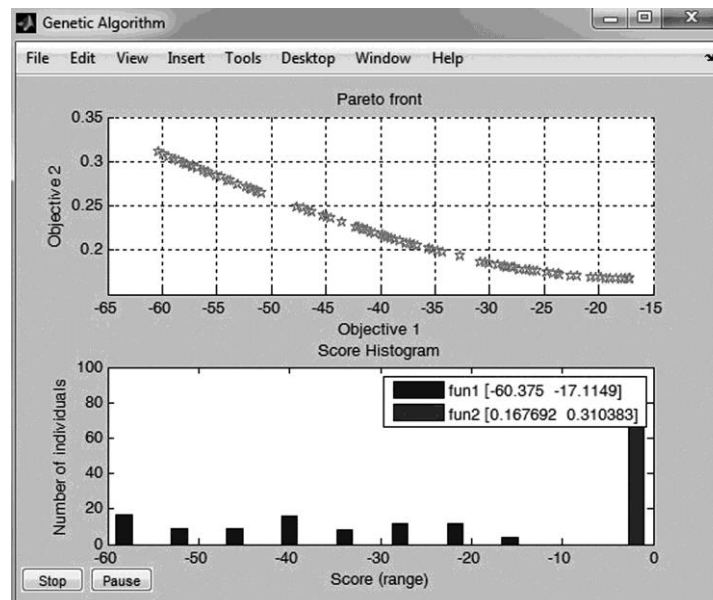 Genetic Algorithm
File Edit View Insert Tools Desktop Window Help
Pareto front
0.35
0.3
0.25
0.2
Objective 2
-65 -60 -55 -50 -45 -40 -35 -30 -25 -20 -15
Objective 1
Score Histogram
100
80
60
40
20
0
Number of individuals
fun1 [-60.375 -17.1149]
fun2 [0.167692 0.310383]
-60 -50 -40 -30 -20 -10 0
Score (range)
Stop Pause